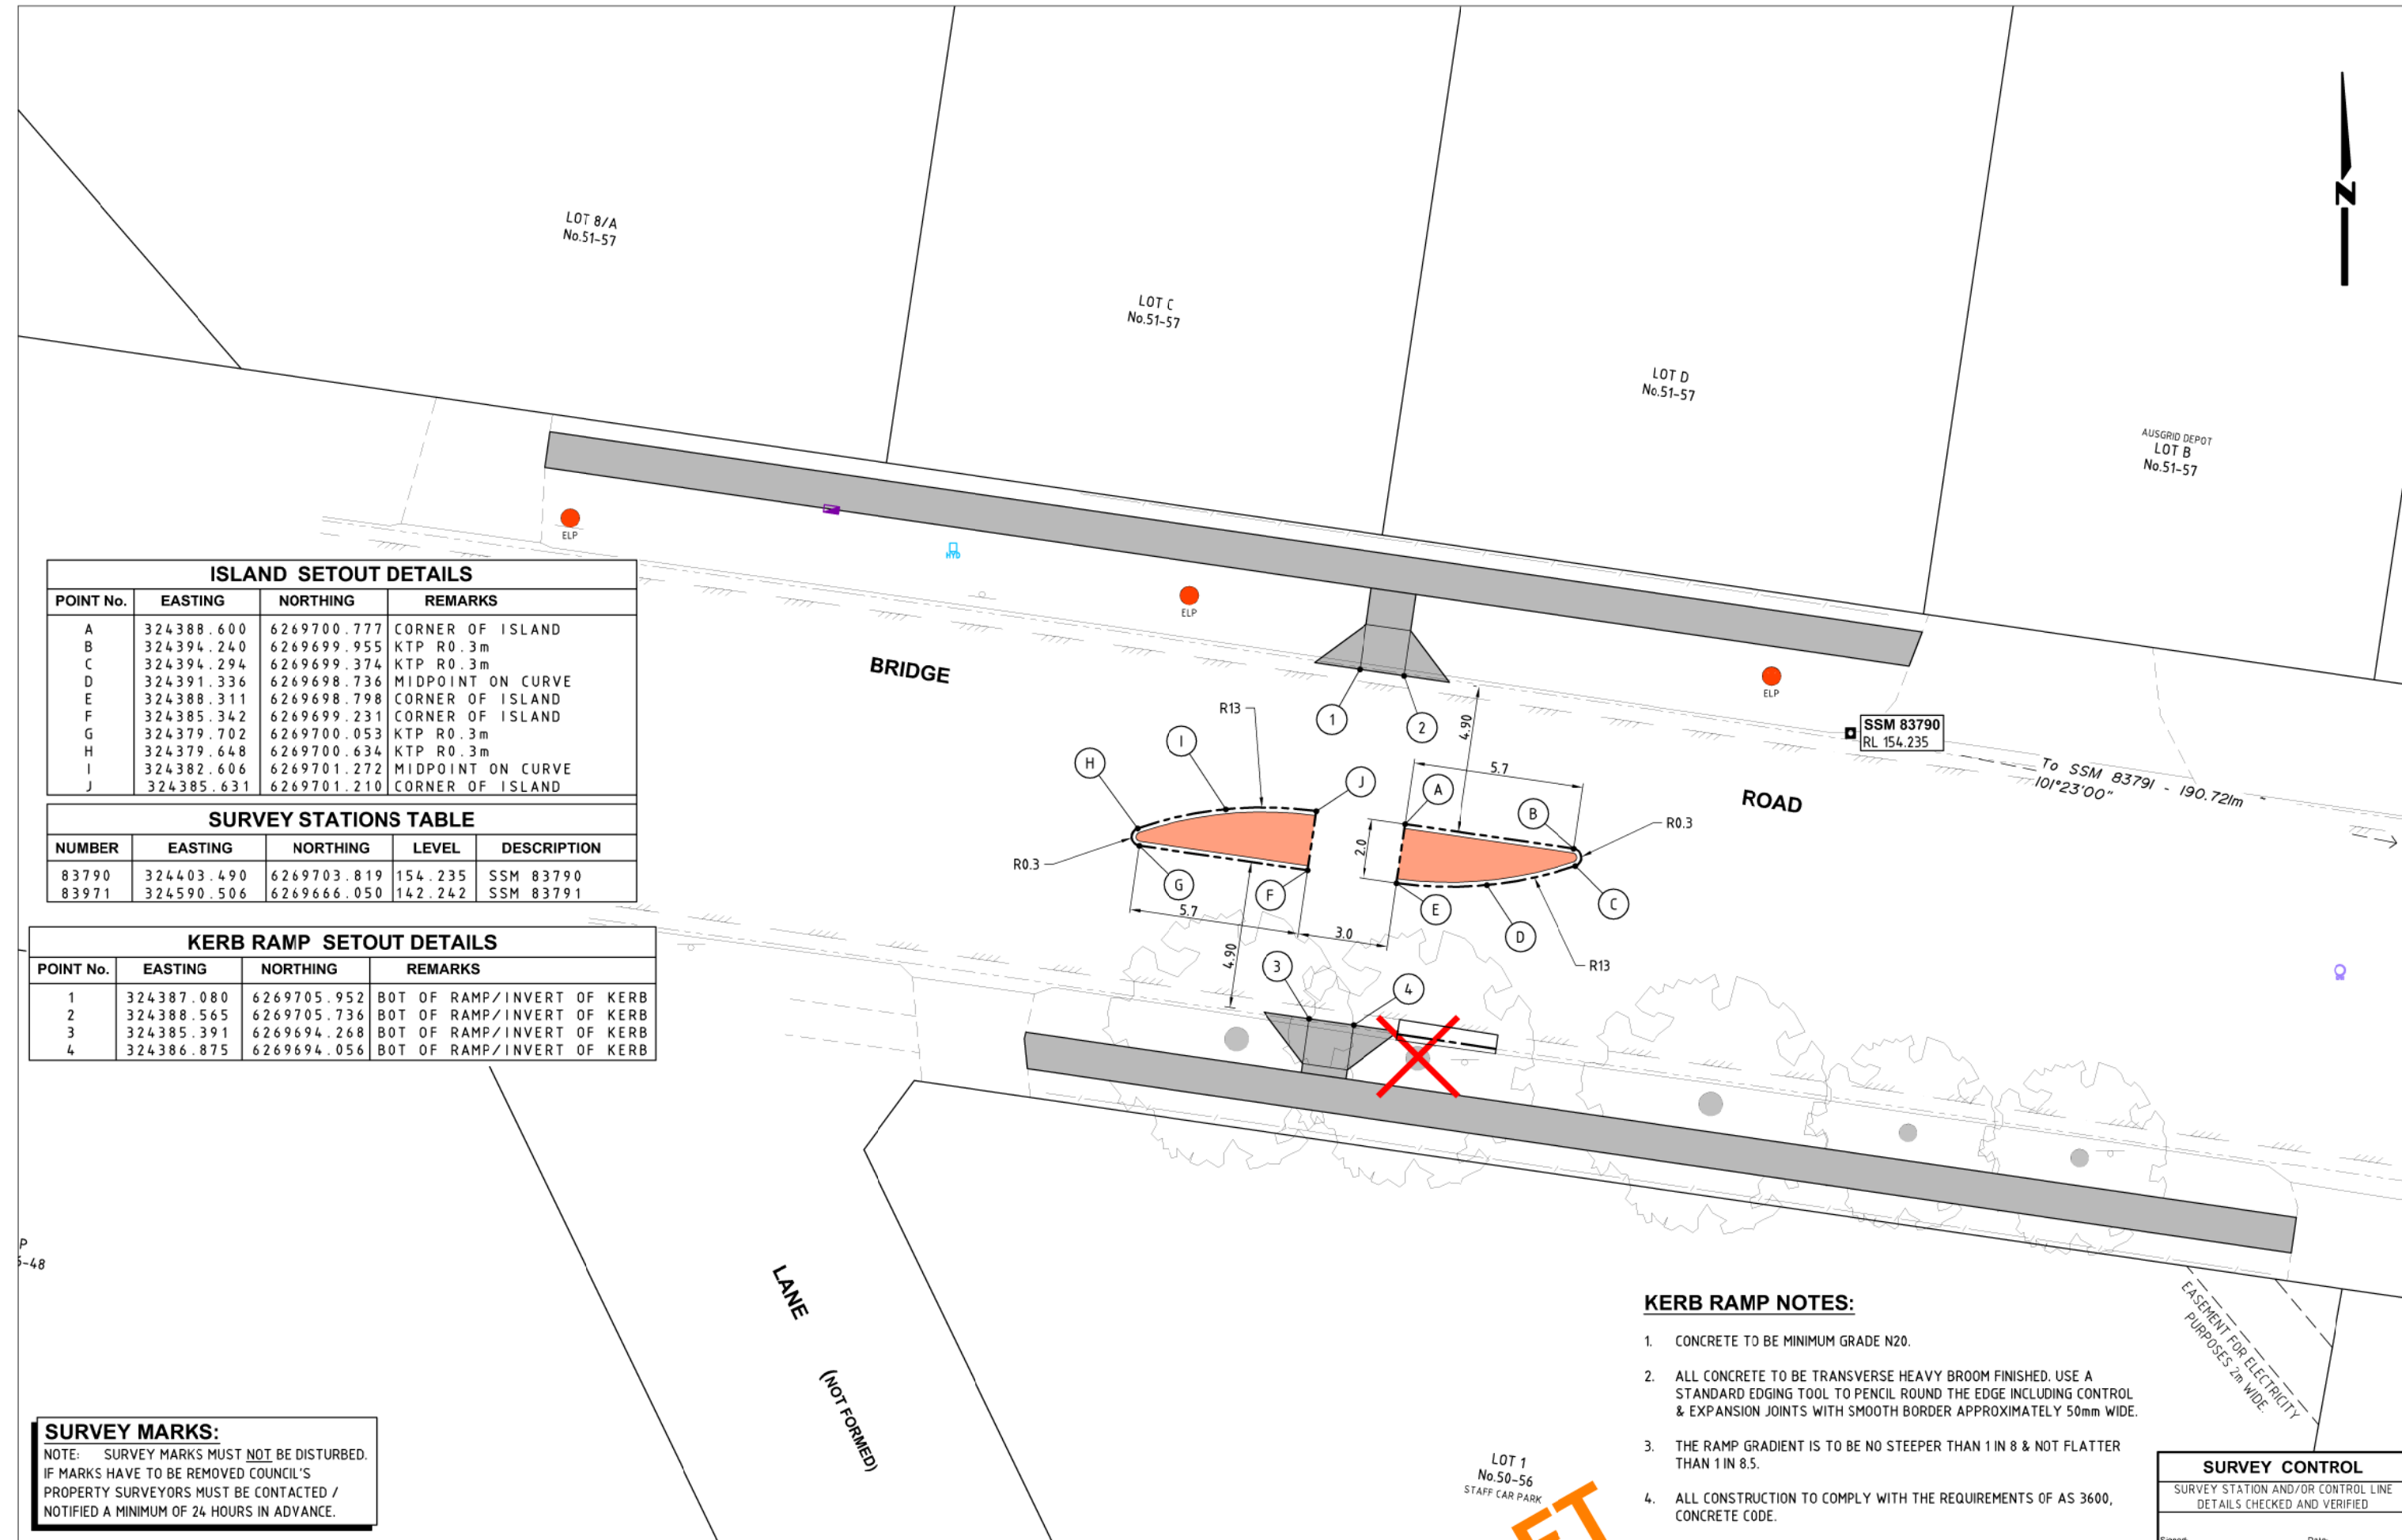 LOT 8/A
No.51-57
LOT C
No.51-57
LOT D
No.51-57
AUSGRID DEPOT
LOT B
No.51-57
N
ELP
HYD
ELP
ELP
BRIDGE
ROAD
SSM 83790
RL 154.235
To SSM 83791 - 190.721m
101°23'00"
ISLAND SETOUT DETAILS
POINT No. EASTING NORTHING REMARKS
A 324388.600 6269700.777 CORNER OF ISLAND
B 324394.240 6269699.955 KTP R0.3m
C 324394.294 6269699.374 KTP R0.3m
D 324391.336 6269698.736 MIDPOINT ON CURVE
E 324388.311 6269698.798 CORNER OF ISLAND
F 324385.342 6269699.231 CORNER OF ISLAND
G 324379.702 6269700.053 KTP R0.3m
H 324379.648 6269700.634 KTP R0.3m
I 324382.606 6269701.272 MIDPOINT ON CURVE
J 324385.631 6269701.210 CORNER OF ISLAND
SURVEY STATIONS TABLE
NUMBER EASTING NORTHING LEVEL DESCRIPTION
83790 324403.490 6269703.819 154.235 SSM 83790
83971 324590.506 6269666.050 142.242 SSM 83791
KERB RAMP SETOUT DETAILS
POINT No. EASTING NORTHING REMARKS
1 324387.080 6269705.952 BOT OF RAMP/INVERT OF KERB
2 324388.565 6269705.736 BOT OF RAMP/INVERT OF KERB
3 324385.391 6269694.268 BOT OF RAMP/INVERT OF KERB
4 324386.875 6269694.056 BOT OF RAMP/INVERT OF KERB
R13
1
2
4.90
I
H
J
A
5.7
B
R0.3
2.0
R0.3
G
F
E
D
C
5.7
3.0
4.90
R13
3
4
P
5-48
LANE
(NOT FORMED)
EASEMENT FOR ELECTRICITY
PURPOSES 2m WIDE.
LOT 1
No.50-56
STAFF CAR PARK
KERB RAMP NOTES:
1. CONCRETE TO BE MINIMUM GRADE N20.
2. ALL CONCRETE TO BE TRANSVERSE HEAVY BROOM FINISHED. USE A
STANDARD EDGING TOOL TO PENCIL ROUND THE EDGE INCLUDING CONTROL
& EXPANSION JOINTS WITH SMOOTH BORDER APPROXIMATELY 50mm WIDE.
3. THE RAMP GRADIENT IS TO BE NO STEEPER THAN 1 IN 8 & NOT FLATTER
THAN 1 IN 8.5.
4. ALL CONSTRUCTION TO COMPLY WITH THE REQUIREMENTS OF AS 3600,
CONCRETE CODE.
SURVEY MARKS:
NOTE: SURVEY MARKS MUST NOT BE DISTURBED.
IF MARKS HAVE TO BE REMOVED COUNCIL'S
PROPERTY SURVEYORS MUST BE CONTACTED /
NOTIFIED A MINIMUM OF 24 HOURS IN ADVANCE.
SURVEY CONTROL
SURVEY STATION AND/OR CONTROL LINE
DETAILS CHECKED AND VERIFIED